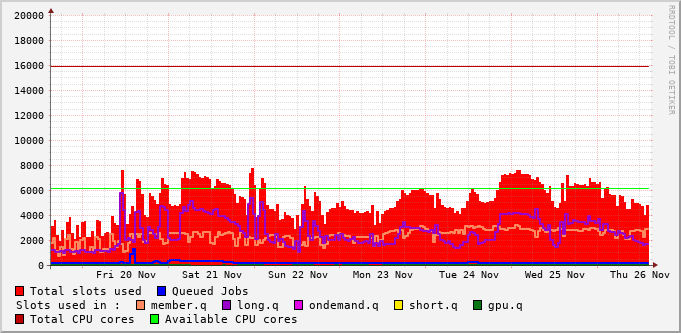 20000
18000
16000
14000
12000
10000
8000
6000
4000
2000
0
Fri 20 Nov Sat 21 Nov Sun 22 Nov Mon 23 Nov Tue 24 Nov Wed 25 Nov Thu 26 Nov
Total slots used Queued Jobs
Slots used in : member.q long.q ondemand.q short.q gpu.q
Total CPU cores Available CPU cores
RRDTOOL / TOBI OETIKER